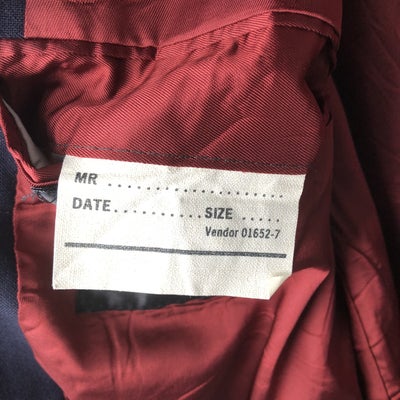 MR ......................
DATE.......... SIZE .....
Vendor 01652-7